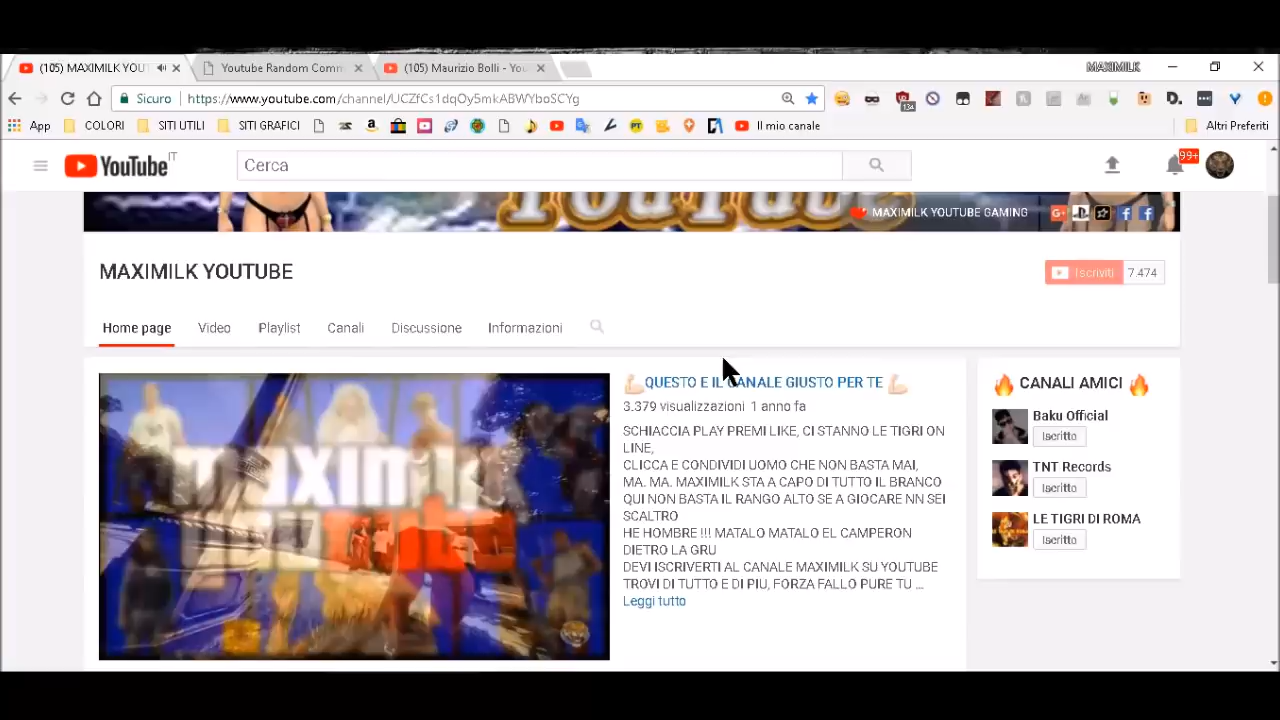 (105) MAXIMILK YOUT
Youtube Random Comm
(105) Maurizio Bolli - You
MAXIMILK
Sicuro
https://www.youtube.com/channel/UCZfCs1dqOy5mkABWYboSCYg
134
App
COLORI
SITI UTILI
SITI GRAFICI
Il mio canale
Altri Preferiti
YouTube IT
Cerca
99+
YouTube
MAXIMILK YOUTUBE GAMING
MAXIMILK YOUTUBE
Iscriviti 7.474
Home page
Video
Playlist
Canali
Discussione
Informazioni
maximilk
QUESTO E IL CANALE GIUSTO PER TE
3.379 visualizzazioni 1 anno fa
SCHIACCIA PLAY PREMI LIKE, CI STANNO LE TIGRI ON
LINE,
CLICCA E CONDIVIDI UOMO CHE NON BASTA MAI,
MA. MA. MAXIMILK STA A CAPO DI TUTTO IL BRANCO
QUI NON BASTA IL RANGO ALTO SE A GIOCARE NN SEI
SCALTRO
HE HOMBRE !!! MATALO MATALO EL CAMPERON
DIETRO LA GRU
DEVI ISCRIVERTI AL CANALE MAXIMILK SU YOUTUBE
TROVI DI TUTTO E DI PIU, FORZA FALLO PURE TU ...
Leggi tutto
CANALI AMICI
Baku Official
Iscritto
TNT Records
Iscritto
LE TIGRI DI ROMA
Iscritto